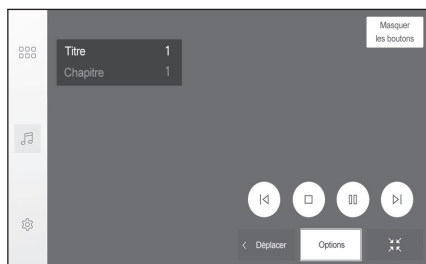 Masquer
les boutons
Titre 1
Chapitre 1
Déplacer
Options